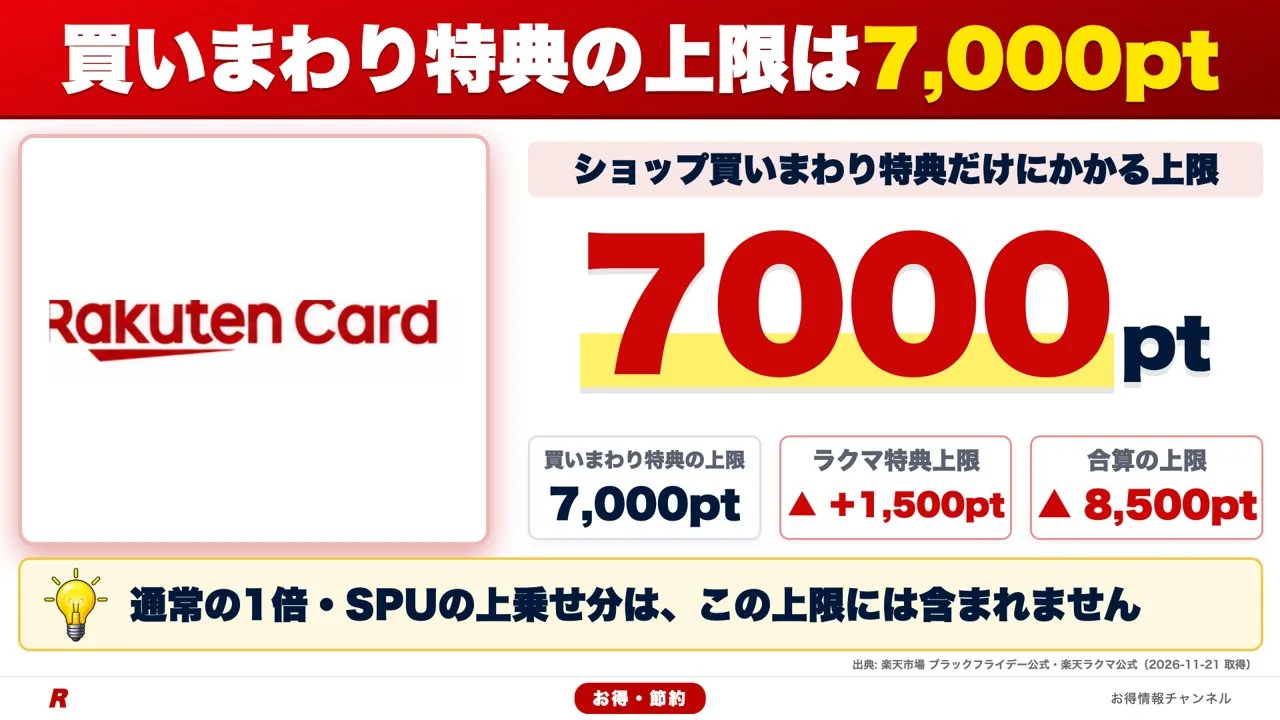 買いまわり特典の上限は7,000pt
Rakuten Card
ショップ買いまわり特典だけにかかる上限
7000pt
買いまわり特典の上限
7,000pt
ラクマ特典上限
▲ +1,500pt
合算の上限
▲ 8,500pt
通常の1倍・SPUの上乗せ分は、この上限には含まれません
出典: 楽天市場 ブラックフライデー公式・楽天ラクマ公式（2026-11-21 取得）
R
お得・節約
お得情報チャンネル